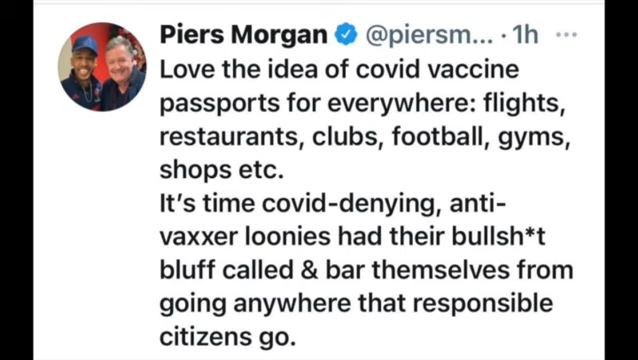 Piers Morgan @piersm... · 1h ...
Love the idea of covid vaccine
passports for everywhere: flights,
restaurants, clubs, football, gyms,
shops etc.
It's time covid-denying, anti-
vaxxer loonies had their bullsh*t
bluff called & bar themselves from
going anywhere that responsible
citizens go.